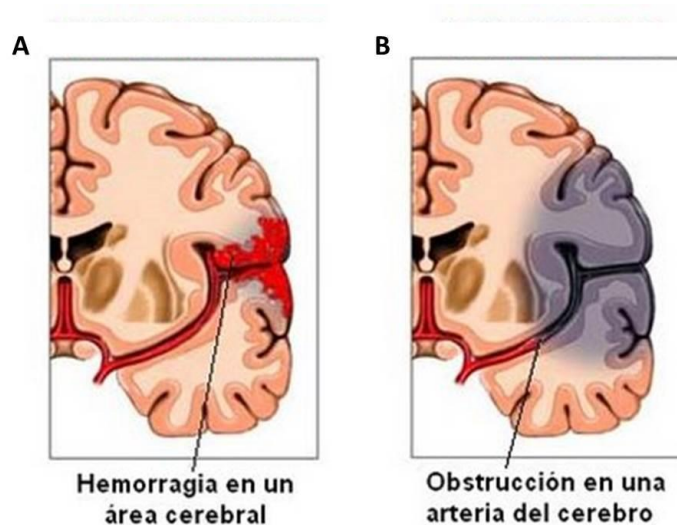 A
B
Hemorragia en un
área cerebral
Obstrucción en una
arteria del cerebro